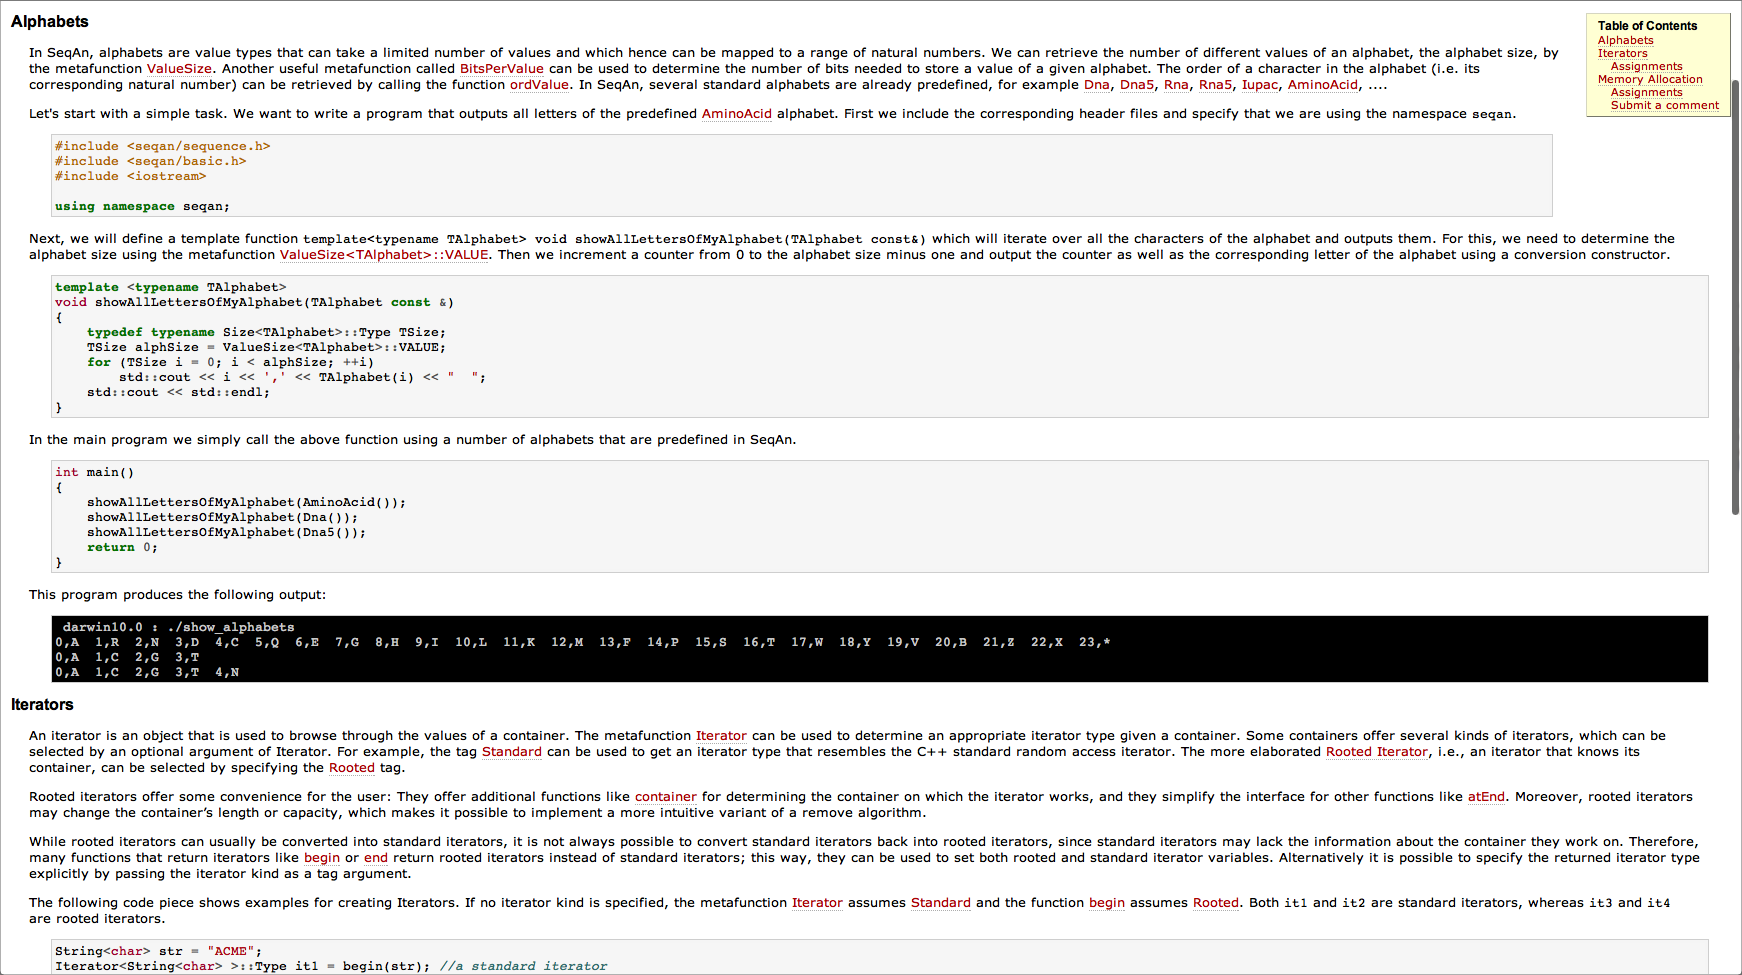 Alphabets
In SeqAn, alphabets are value types that can take a limited number of values and which hence can be mapped to a range of natural numbers. We can retrieve the number of different values of an alphabet, the alphabet size, by
the metafunction ValueSize. Another useful metafunction called BitsPerValue can be used to determine the number of bits needed to store a value of a given alphabet. The order of a character in the alphabet (i.e. its
corresponding natural number) can be retrieved by calling the function ordValue. In SeqAn, several standard alphabets are already predefined, for example Dna, Dna5, Rna, Rna5, Iupac, AminoAcid, ....
Let's start with a simple task. We want to write a program that outputs all letters of the predefined AminoAcid alphabet. First we include the corresponding header files and specify that we are using the namespace seqan.
Table of Contents
Alphabets
Iterators
Assignments
Memory Allocation
Assignments
Submit a comment
#include <seqan/sequence.h>
#include <seqan/basic.h>
#include <iostream>
using namespace seqan;
Next, we will define a template function template<typename TAlphabet> void showAllLettersOfMyAlphabet(TAlphabet const&) which will iterate over all the characters of the alphabet and outputs them. For this, we need to determine the
alphabet size using the metafunction ValueSize<TAlphabet>::VALUE. Then we increment a counter from 0 to the alphabet size minus one and output the counter as well as the corresponding letter of the alphabet using a conversion constructor.
template <typename TAlphabet>
void showAllLettersOfMyAlphabet(TAlphabet const &)
{
    typedef typename Size<TAlphabet>::Type TSize;
    TSize alphSize = ValueSize<TAlphabet>::VALUE;
    for (TSize i = 0; i < alphSize; ++i)
        std::cout << i << ',' << TAlphabet(i) << "  ";
    std::cout << std::endl;
}
In the main program we simply call the above function using a number of alphabets that are predefined in SeqAn.
int main()
{
    showAllLettersOfMyAlphabet(AminoAcid());
    showAllLettersOfMyAlphabet(Dna());
    showAllLettersOfMyAlphabet(Dna5());
    return 0;
}
This program produces the following output:
darwin10.0 : ./show_alphabets
0,A  1,R  2,N  3,D  4,C  5,Q  6,E  7,G  8,H  9,I  10,L  11,K  12,M  13,F  14,P  15,S  16,T  17,W  18,Y  19,V  20,B  21,Z  22,X  23,*
0,A  1,C  2,G  3,T
0,A  1,C  2,G  3,T  4,N
Iterators
An iterator is an object that is used to browse through the values of a container. The metafunction Iterator can be used to determine an appropriate iterator type given a container. Some containers offer several kinds of iterators, which can be
selected by an optional argument of Iterator. For example, the tag Standard can be used to get an iterator type that resembles the C++ standard random access iterator. The more elaborated Rooted Iterator, i.e., an iterator that knows its
container, can be selected by specifying the Rooted tag.
Rooted iterators offer some convenience for the user: They offer additional functions like container for determining the container on which the iterator works, and they simplify the interface for other functions like atEnd. Moreover, rooted iterators
may change the container’s length or capacity, which makes it possible to implement a more intuitive variant of a remove algorithm.
While rooted iterators can usually be converted into standard iterators, it is not always possible to convert standard iterators back into rooted iterators, since standard iterators may lack the information about the container they work on. Therefore,
many functions that return iterators like begin or end return rooted iterators instead of standard iterators; this way, they can be used to set both rooted and standard iterator variables. Alternatively it is possible to specify the returned iterator type
explicitly by passing the iterator kind as a tag argument.
The following code piece shows examples for creating Iterators. If no iterator kind is specified, the metafunction Iterator assumes Standard and the function begin assumes Rooted. Both it1 and it2 are standard iterators, whereas it3 and it4
are rooted iterators.
String<char> str = "ACME";
Iterator<String<char> >::Type it1 = begin(str); //a standard iterator